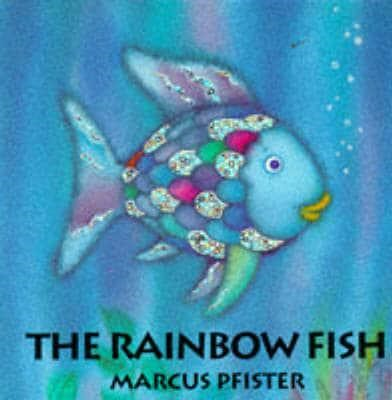 THE RAINBOW FISH
MARCUS PFISTER